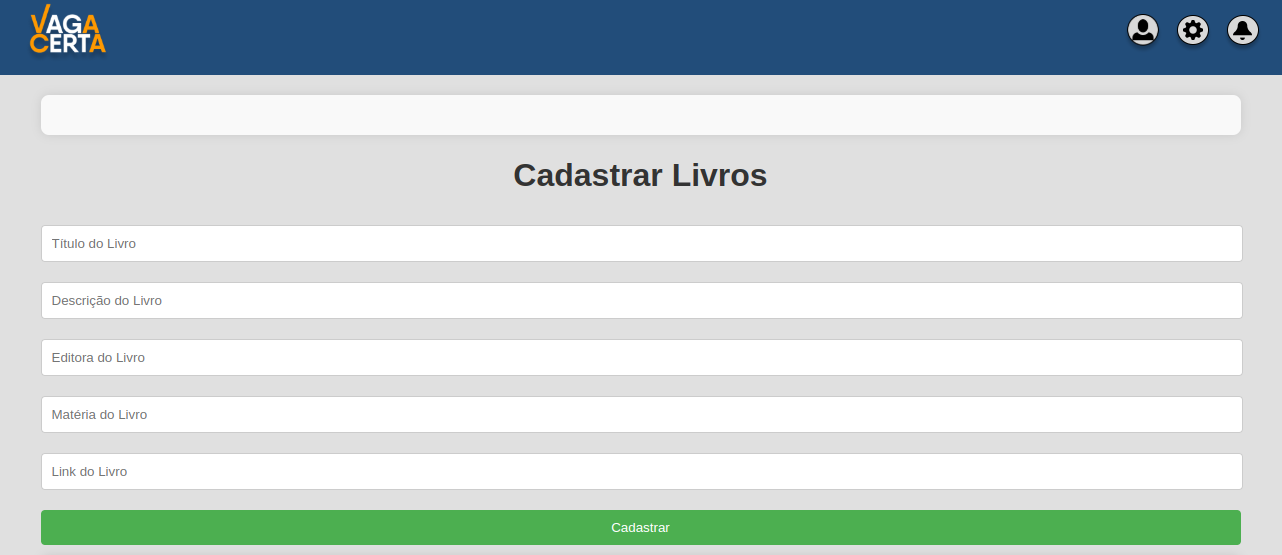 VAGA
CERTA
Cadastrar Livros
Título do Livro
Descrição do Livro
Editora do Livro
Matéria do Livro
Link do Livro
Cadastrar